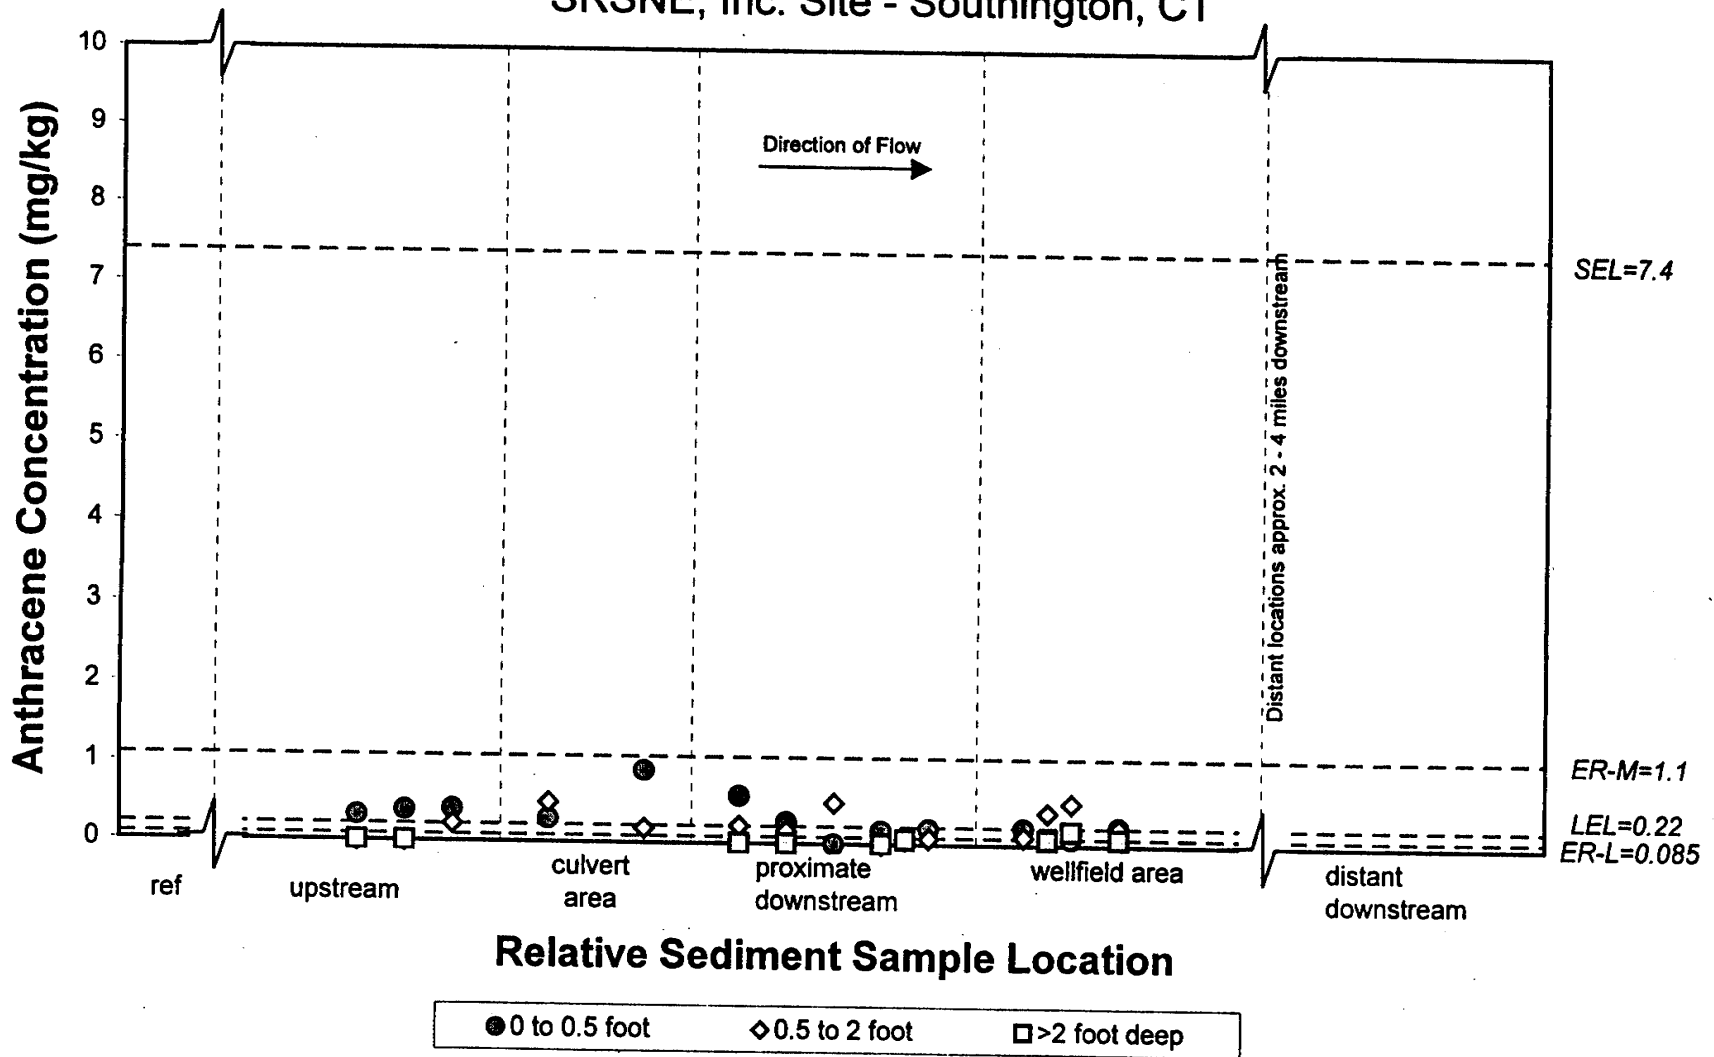 SRSNE, Inc. Site - Southington, CT
10
9
8
7
6
5
4
3
2
1
0
Anthracene Concentration (mg/kg)
Direction of Flow
Distant locations approx. 2 - 4 miles downstream
SEL=7.4
ER-M=1.1
LEL=0.22
ER-L=0.085
ref
upstream
culvert
area
proximate
downstream
wellfield area
distant
downstream
Relative Sediment Sample Location
0 to 0.5 foot
0.5 to 2 foot
>2 foot deep